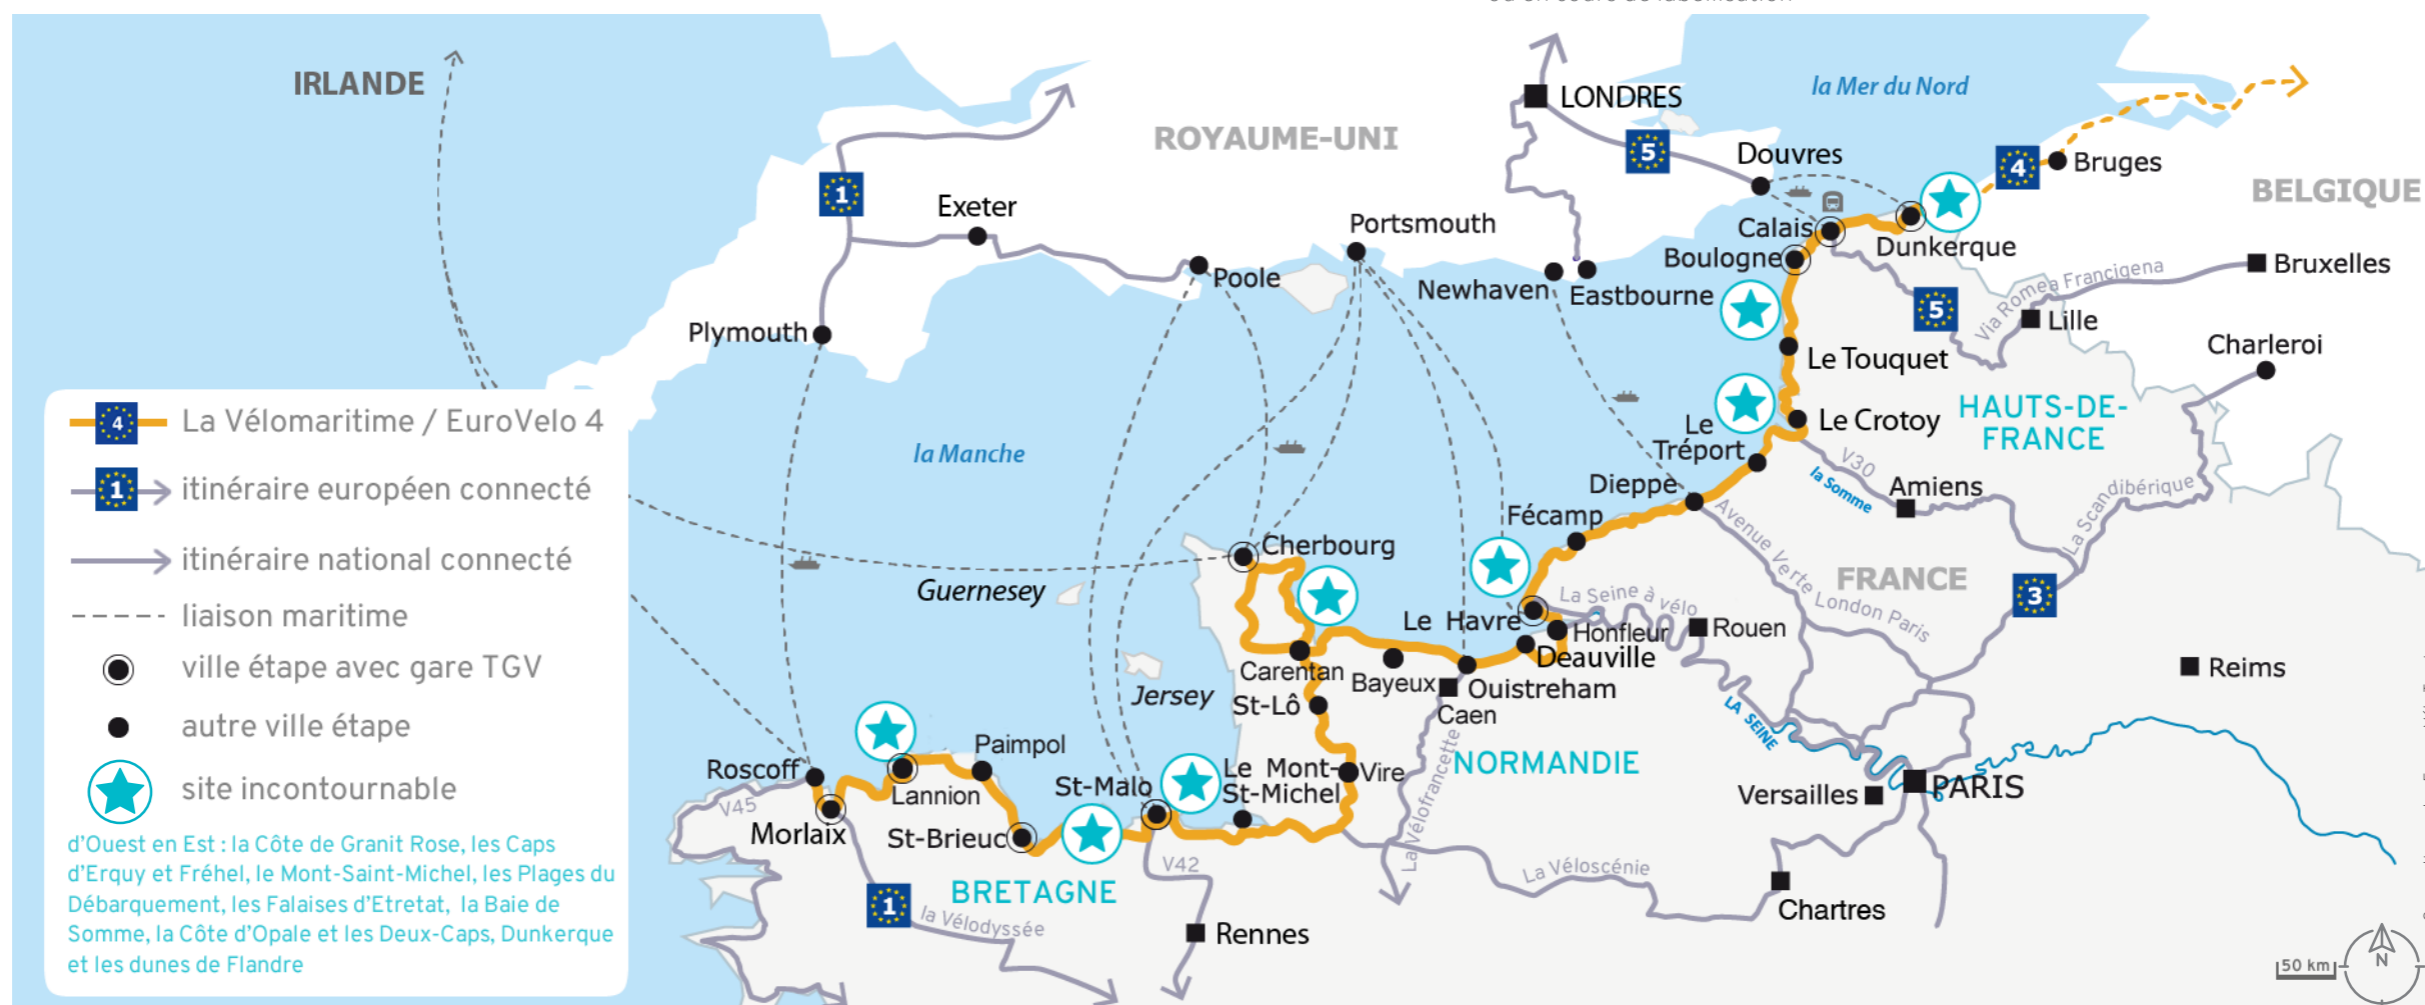 IRLANDE
ROYAUME-UNI
LONDRES
la Mer du Nord
5
Douvres
4
Bruges
BELGIQUE
1
Exeter
Portsmouth
Calais
Dunkerque
Boulogne
Poole
Newhaven
Eastbourne
Via Romea Francigena
Bruxelles
5
Lille
Plymouth
Le Touquet
Charleroi
HAUTS-DE-
FRANCE
Le Crotoy
Le
Tréport
V30
la Somme
Amiens
La Scandibérique
la Manche
Dieppe
Fécamp
Avenue Verte London Paris
FRANCE
3
Cherbourg
Guernesey
Le Havre
La Seine à vélo
Honfleur
Rouen
Deauville
Reims
Carentan
Bayeux
Ouistreham
Caen
Jersey
St-Lô
LA SEINE
NORMANDIE
La Vélofrancette
Paimpol
Roscoff
Lannion
St-Malo
Le Mont-
St-Michel
Vire
Versailles
PARIS
V45
Morlaix
St-Brieuc
V42
BRETAGNE
La Véloscénie
Chartres
1
la Vélodyssée
Rennes
50 km
N
4
La Vélomaritime / EuroVelo 4
1
itinéraire européen connecté
itinéraire national connecté
liaison maritime
ville étape avec gare TGV
autre ville étape
site incontournable
d'Ouest en Est : la Côte de Granit Rose, les Caps
d'Erquy et Fréhel, le Mont-Saint-Michel, les Plages du
Débarquement, les Falaises d'Etretat, la Baie de
Somme, la Côte d'Opale et les Deux-Caps, Dunkerque
et les dunes de Flandre